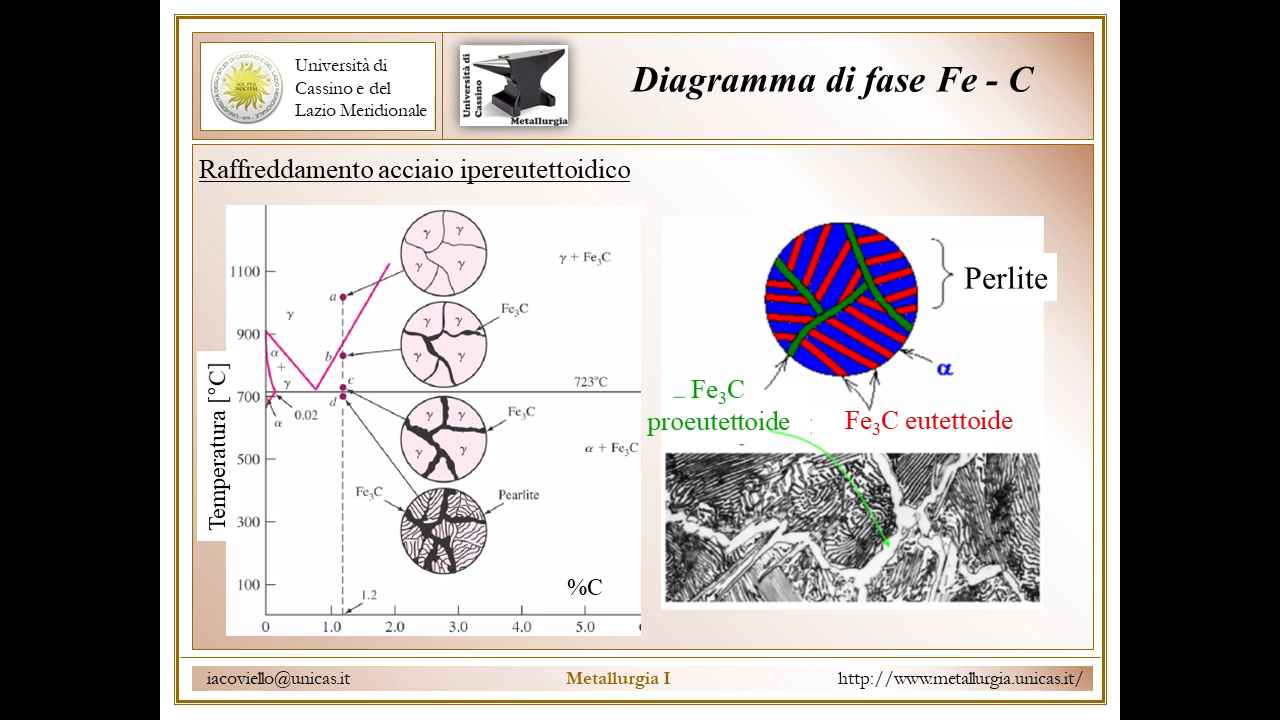 Università di
Cassino e del
Lazio Meridionale
Università di
Cassino
Metallurgia
Diagramma di fase Fe - C
Raffreddamento acciaio ipereutettoidico
Temperatura [°C]
1100
900
700
500
300
100
0
1.0
2.0
3.0
4.0
5.0
%C
1.2
a
b
c
d
γ
α
+
γ
0.02
α
γ + Fe3C
723°C
α + Fe3C
γ
γ
γ
γ
Fe3C
γ
γ
γ
γ
Fe3C
γ
γ
γ
γ
Fe3C
Pearlite
Perlite
α
Fe3C
proeutettoide
Fe3C eutettoide
iacoviello@unicas.it
Metallurgia I
http://www.metallurgia.unicas.it/